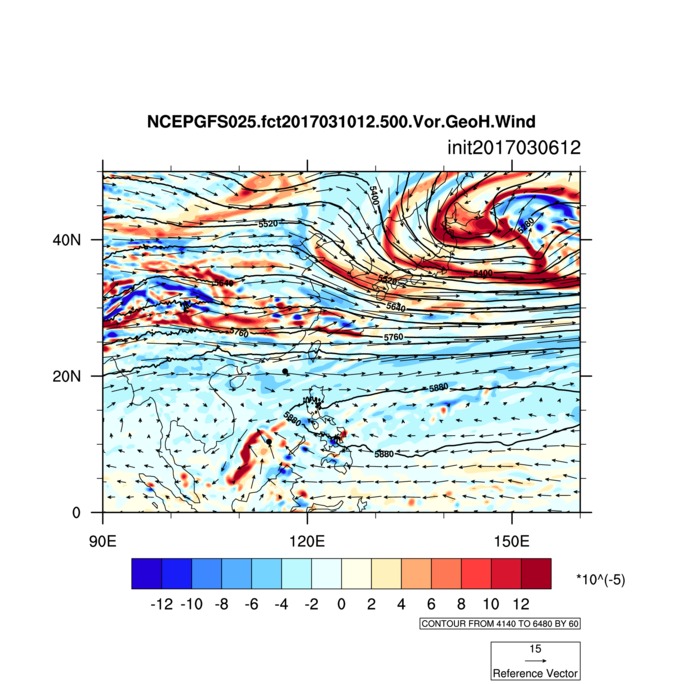 NCEPGFS025.fct2017031012.500.Vor.GeoH.Wind
init2017030612
5400
5520
40N
5400
5640
5640
5760
5760
20N
5880
5880
5880
0
90E 120E 150E
-12 -10 -8 -6 -4 -2 0 2 4 6 8 10 12
*10^(-5)
CONTOUR FROM 4140 TO 6480 BY 60
15
Reference Vector